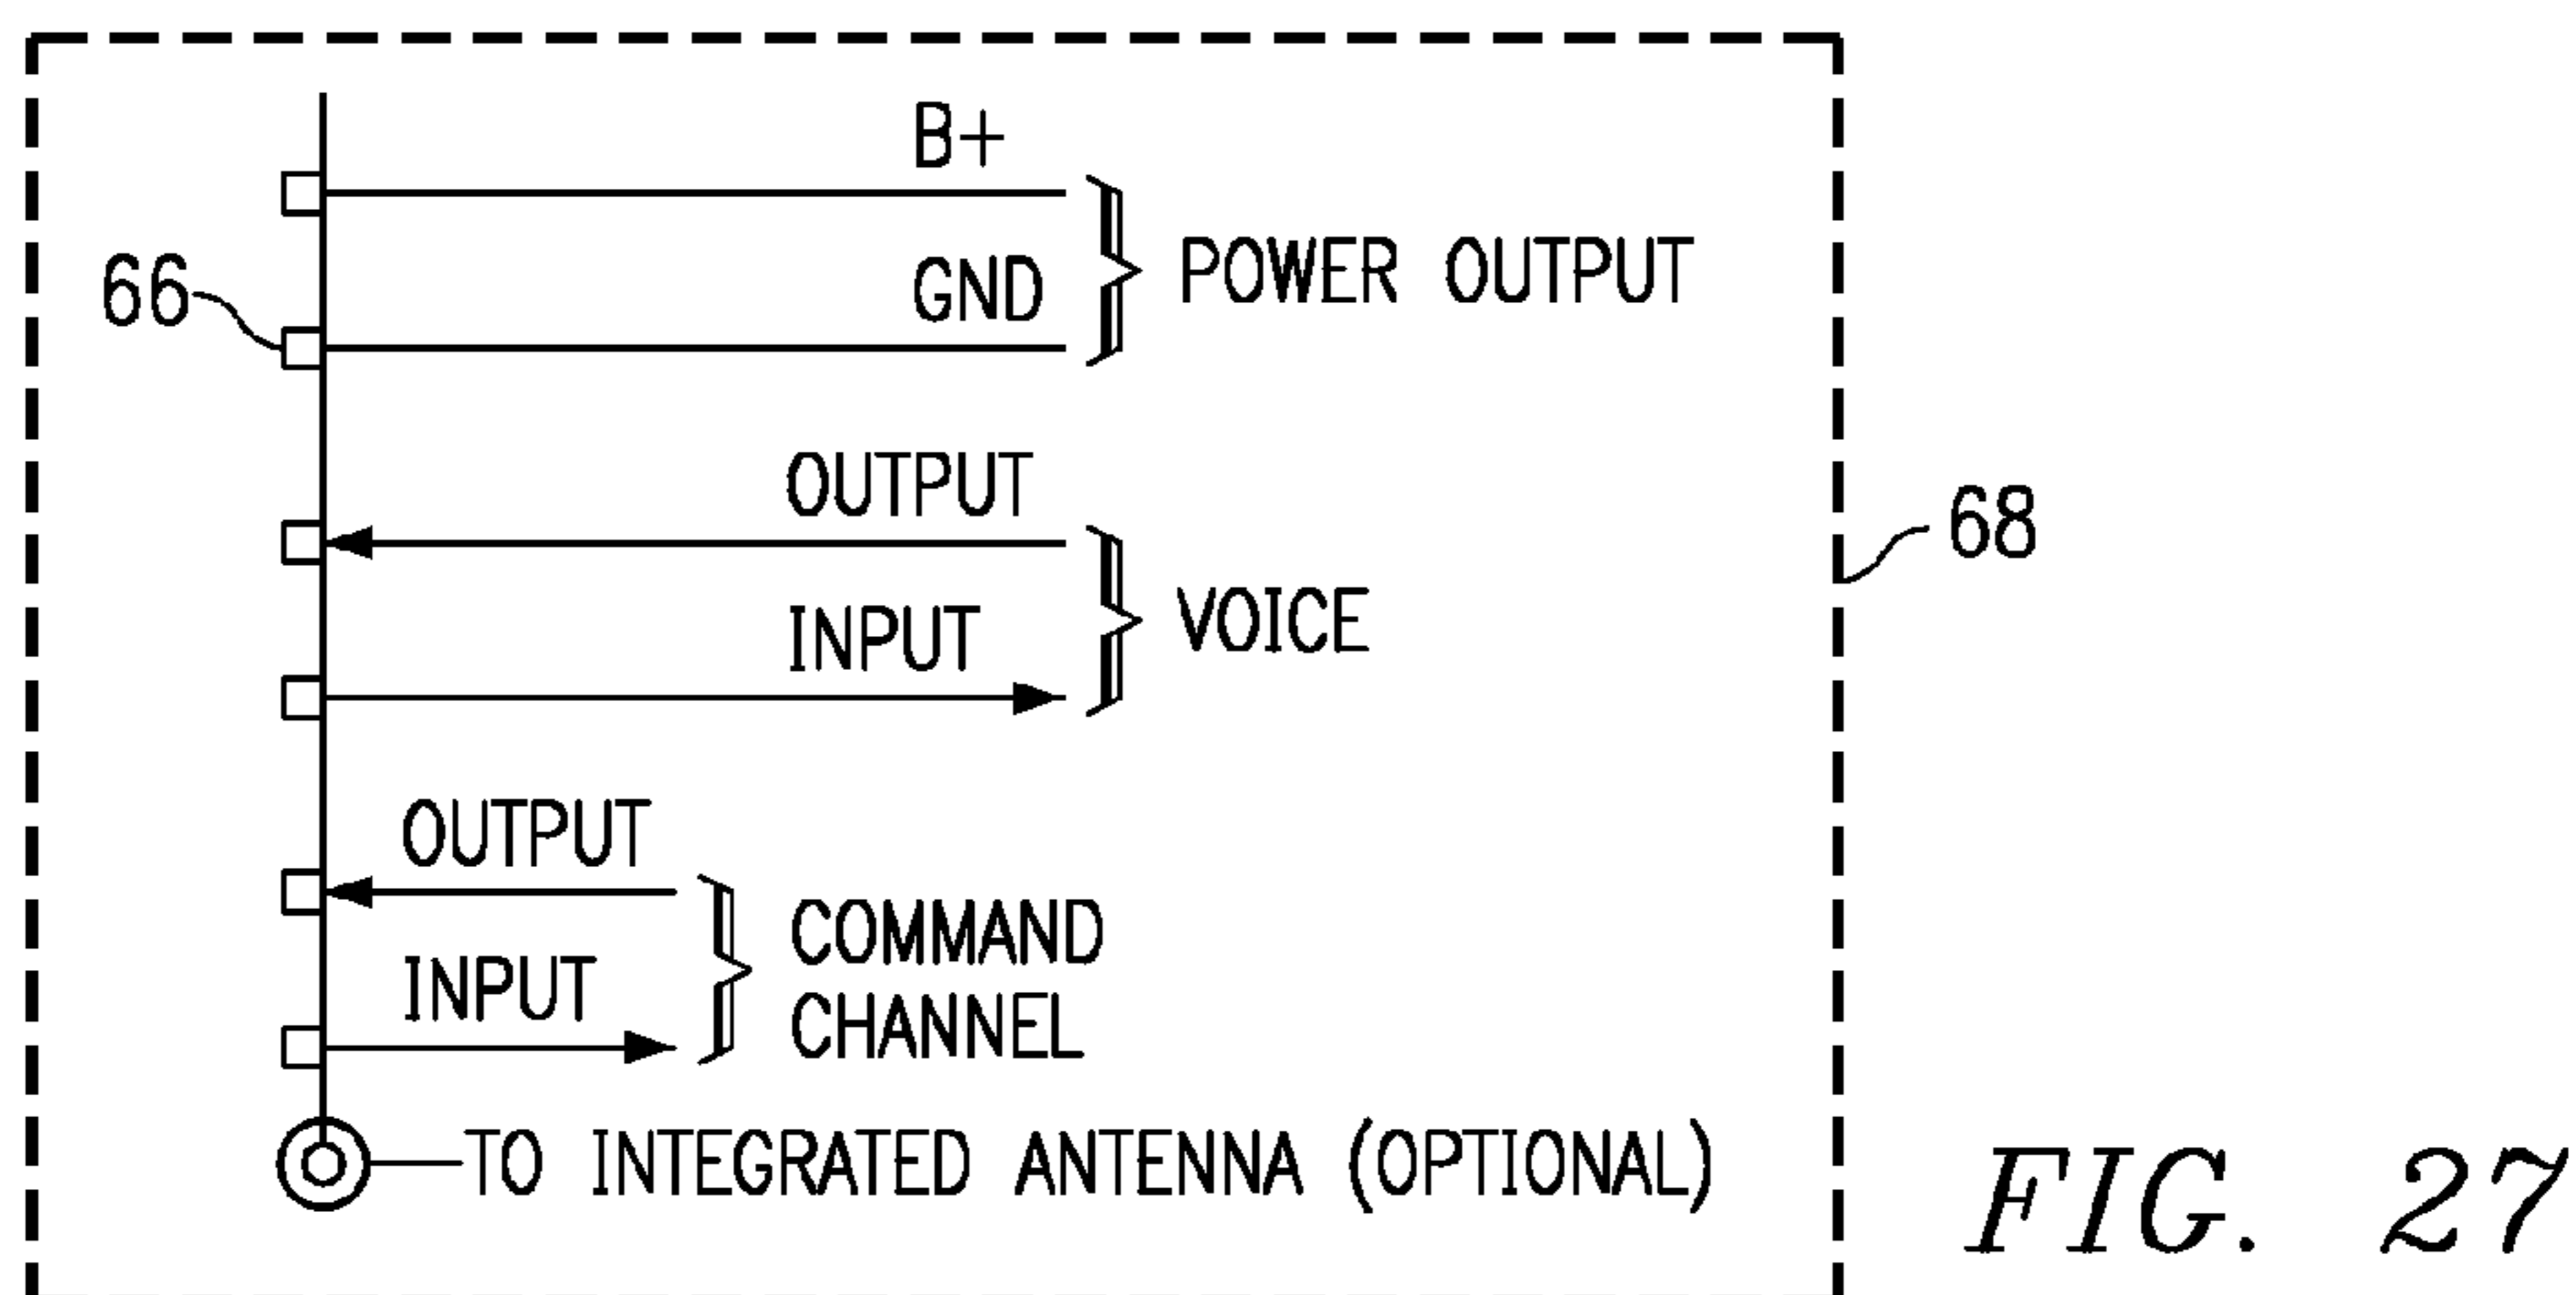 B+
66
GND
POWER OUTPUT
OUTPUT
68
INPUT
VOICE
OUTPUT
COMMAND
INPUT
CHANNEL
TO INTEGRATED ANTENNA (OPTIONAL)
FIG. 27